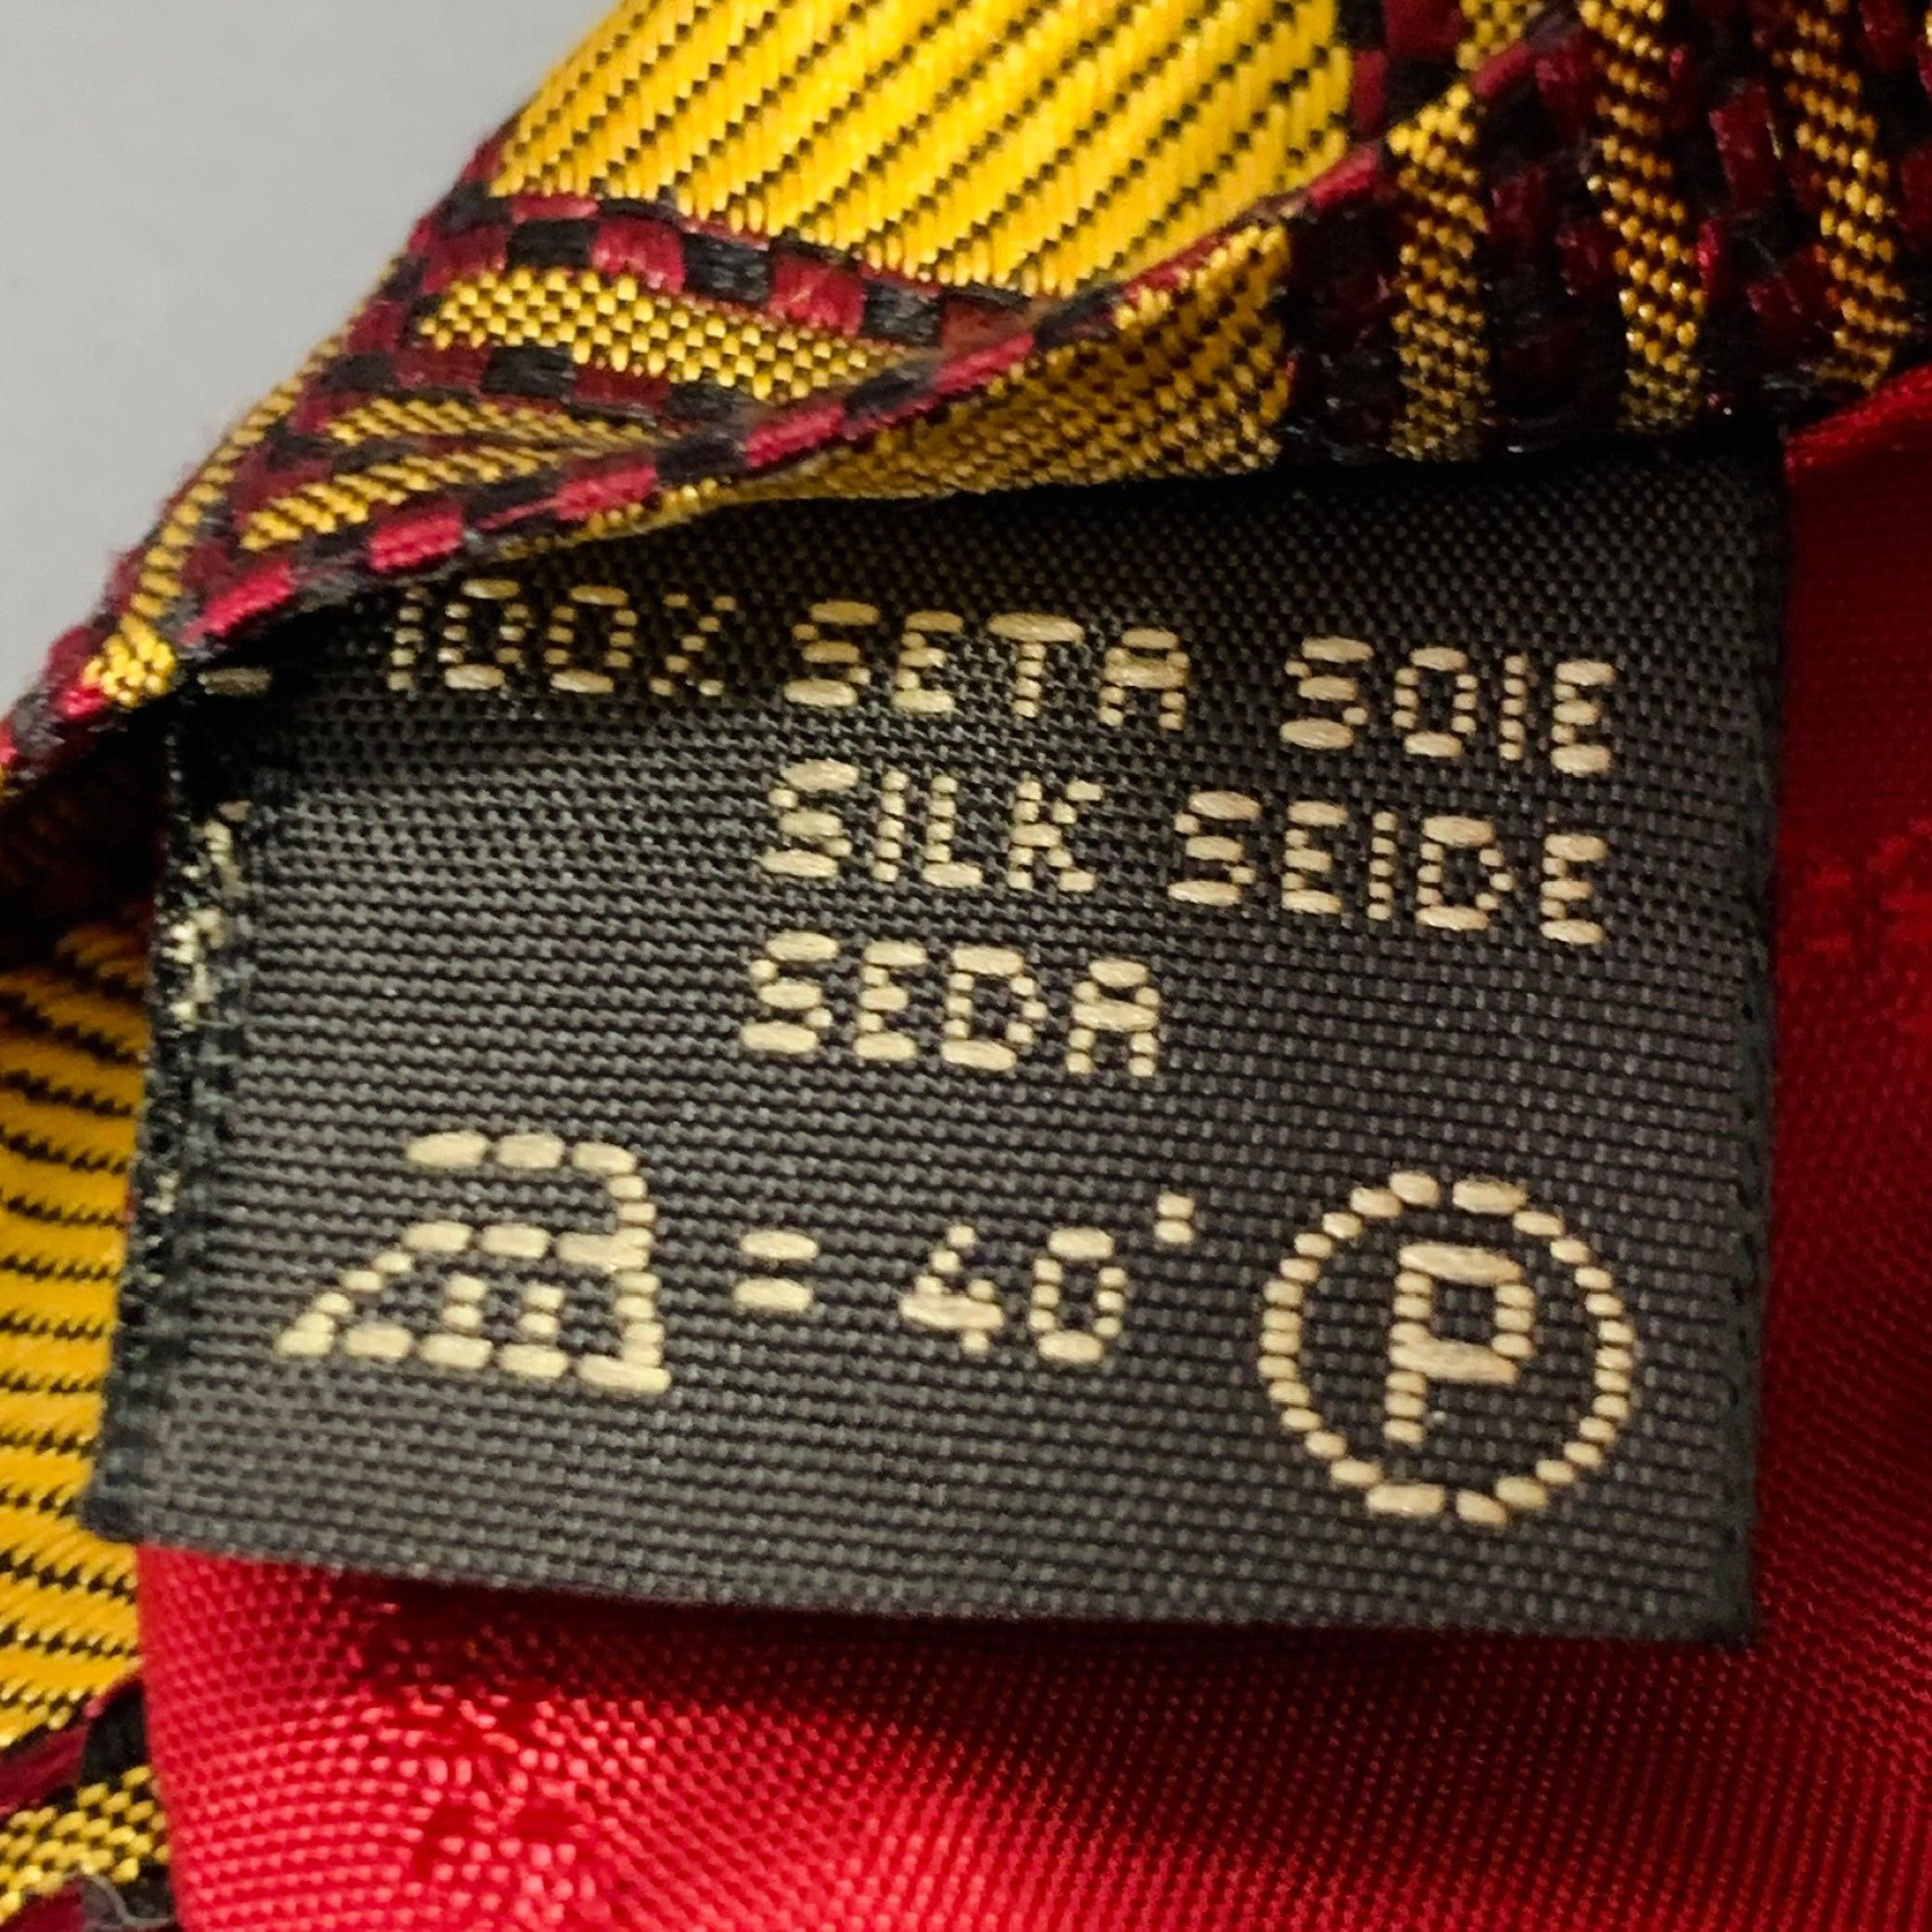 100% SETA SOIE
SILK SEIDE
SEDA
= 40° P